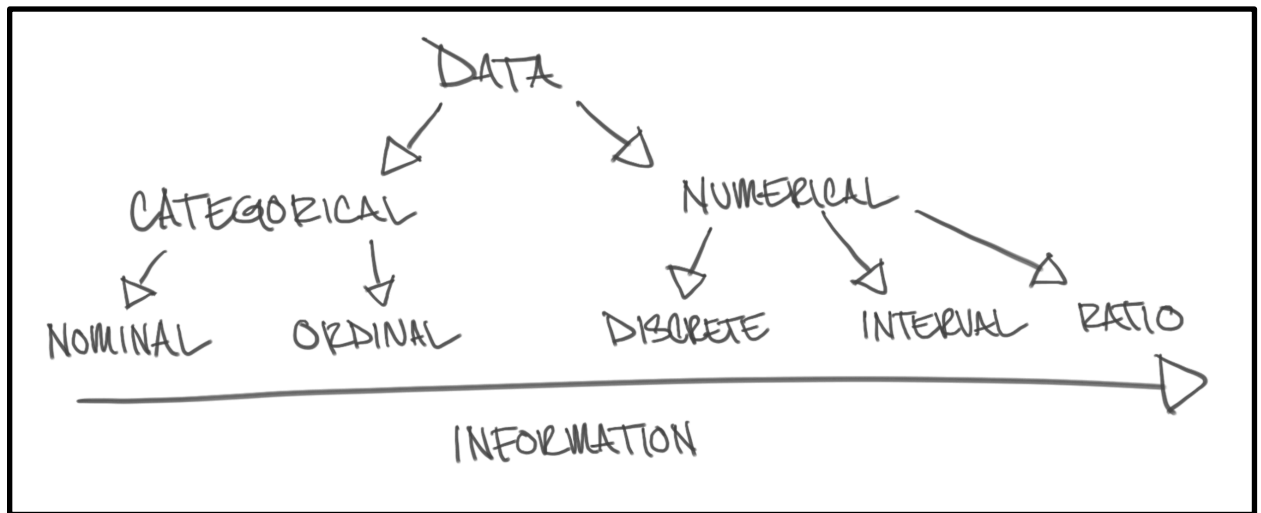 DATA
CATEGORICAL
NUMERICAL
NOMINAL
ORDINAL
DISCRETE
INTERVAL
RATIO
INFORMATION